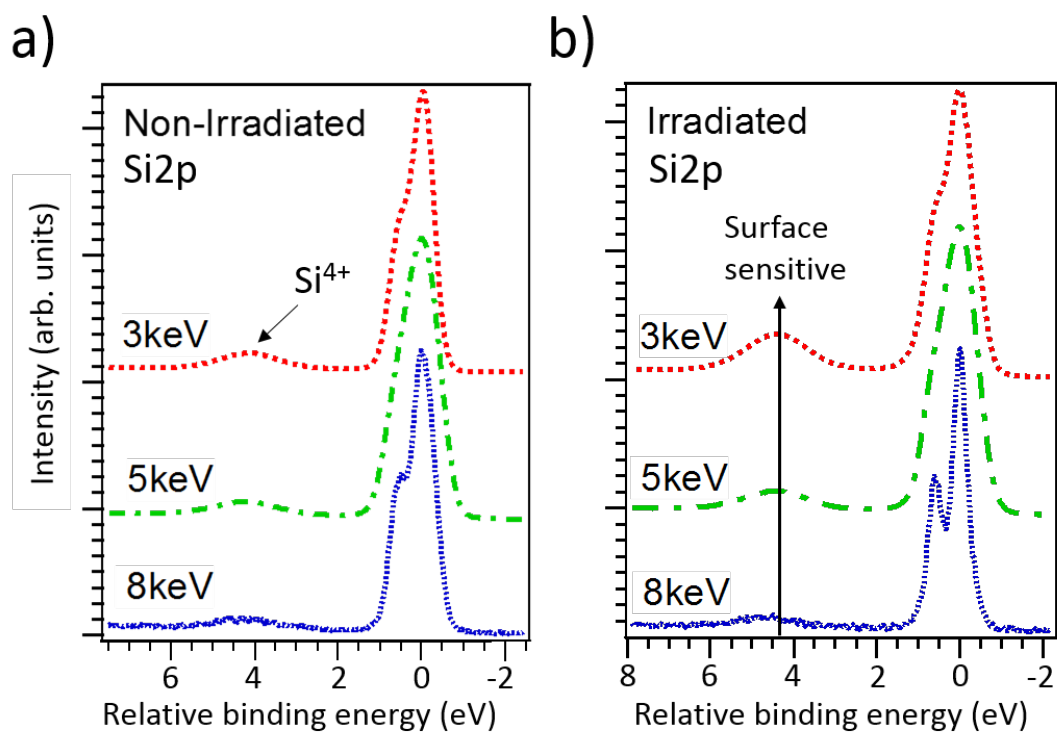 a)
Non-Irradiated
Si2p
Si4+
3keV
5keV
8keV
Intensity (arb. units)
6
4
2
0
-2
Relative binding energy (eV)
b)
Irradiated
Si2p
Surface
sensitive
3keV
5keV
8keV
8
6
4
2
0
-2
Relative binding energy (eV)